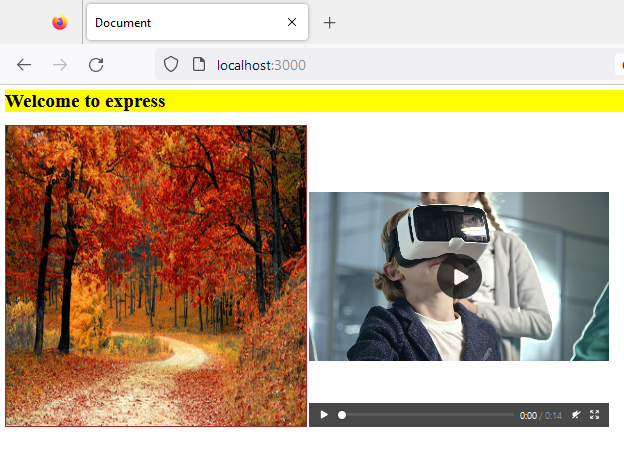 Document
localhost:3000
Welcome to express
0:00 / 0:14